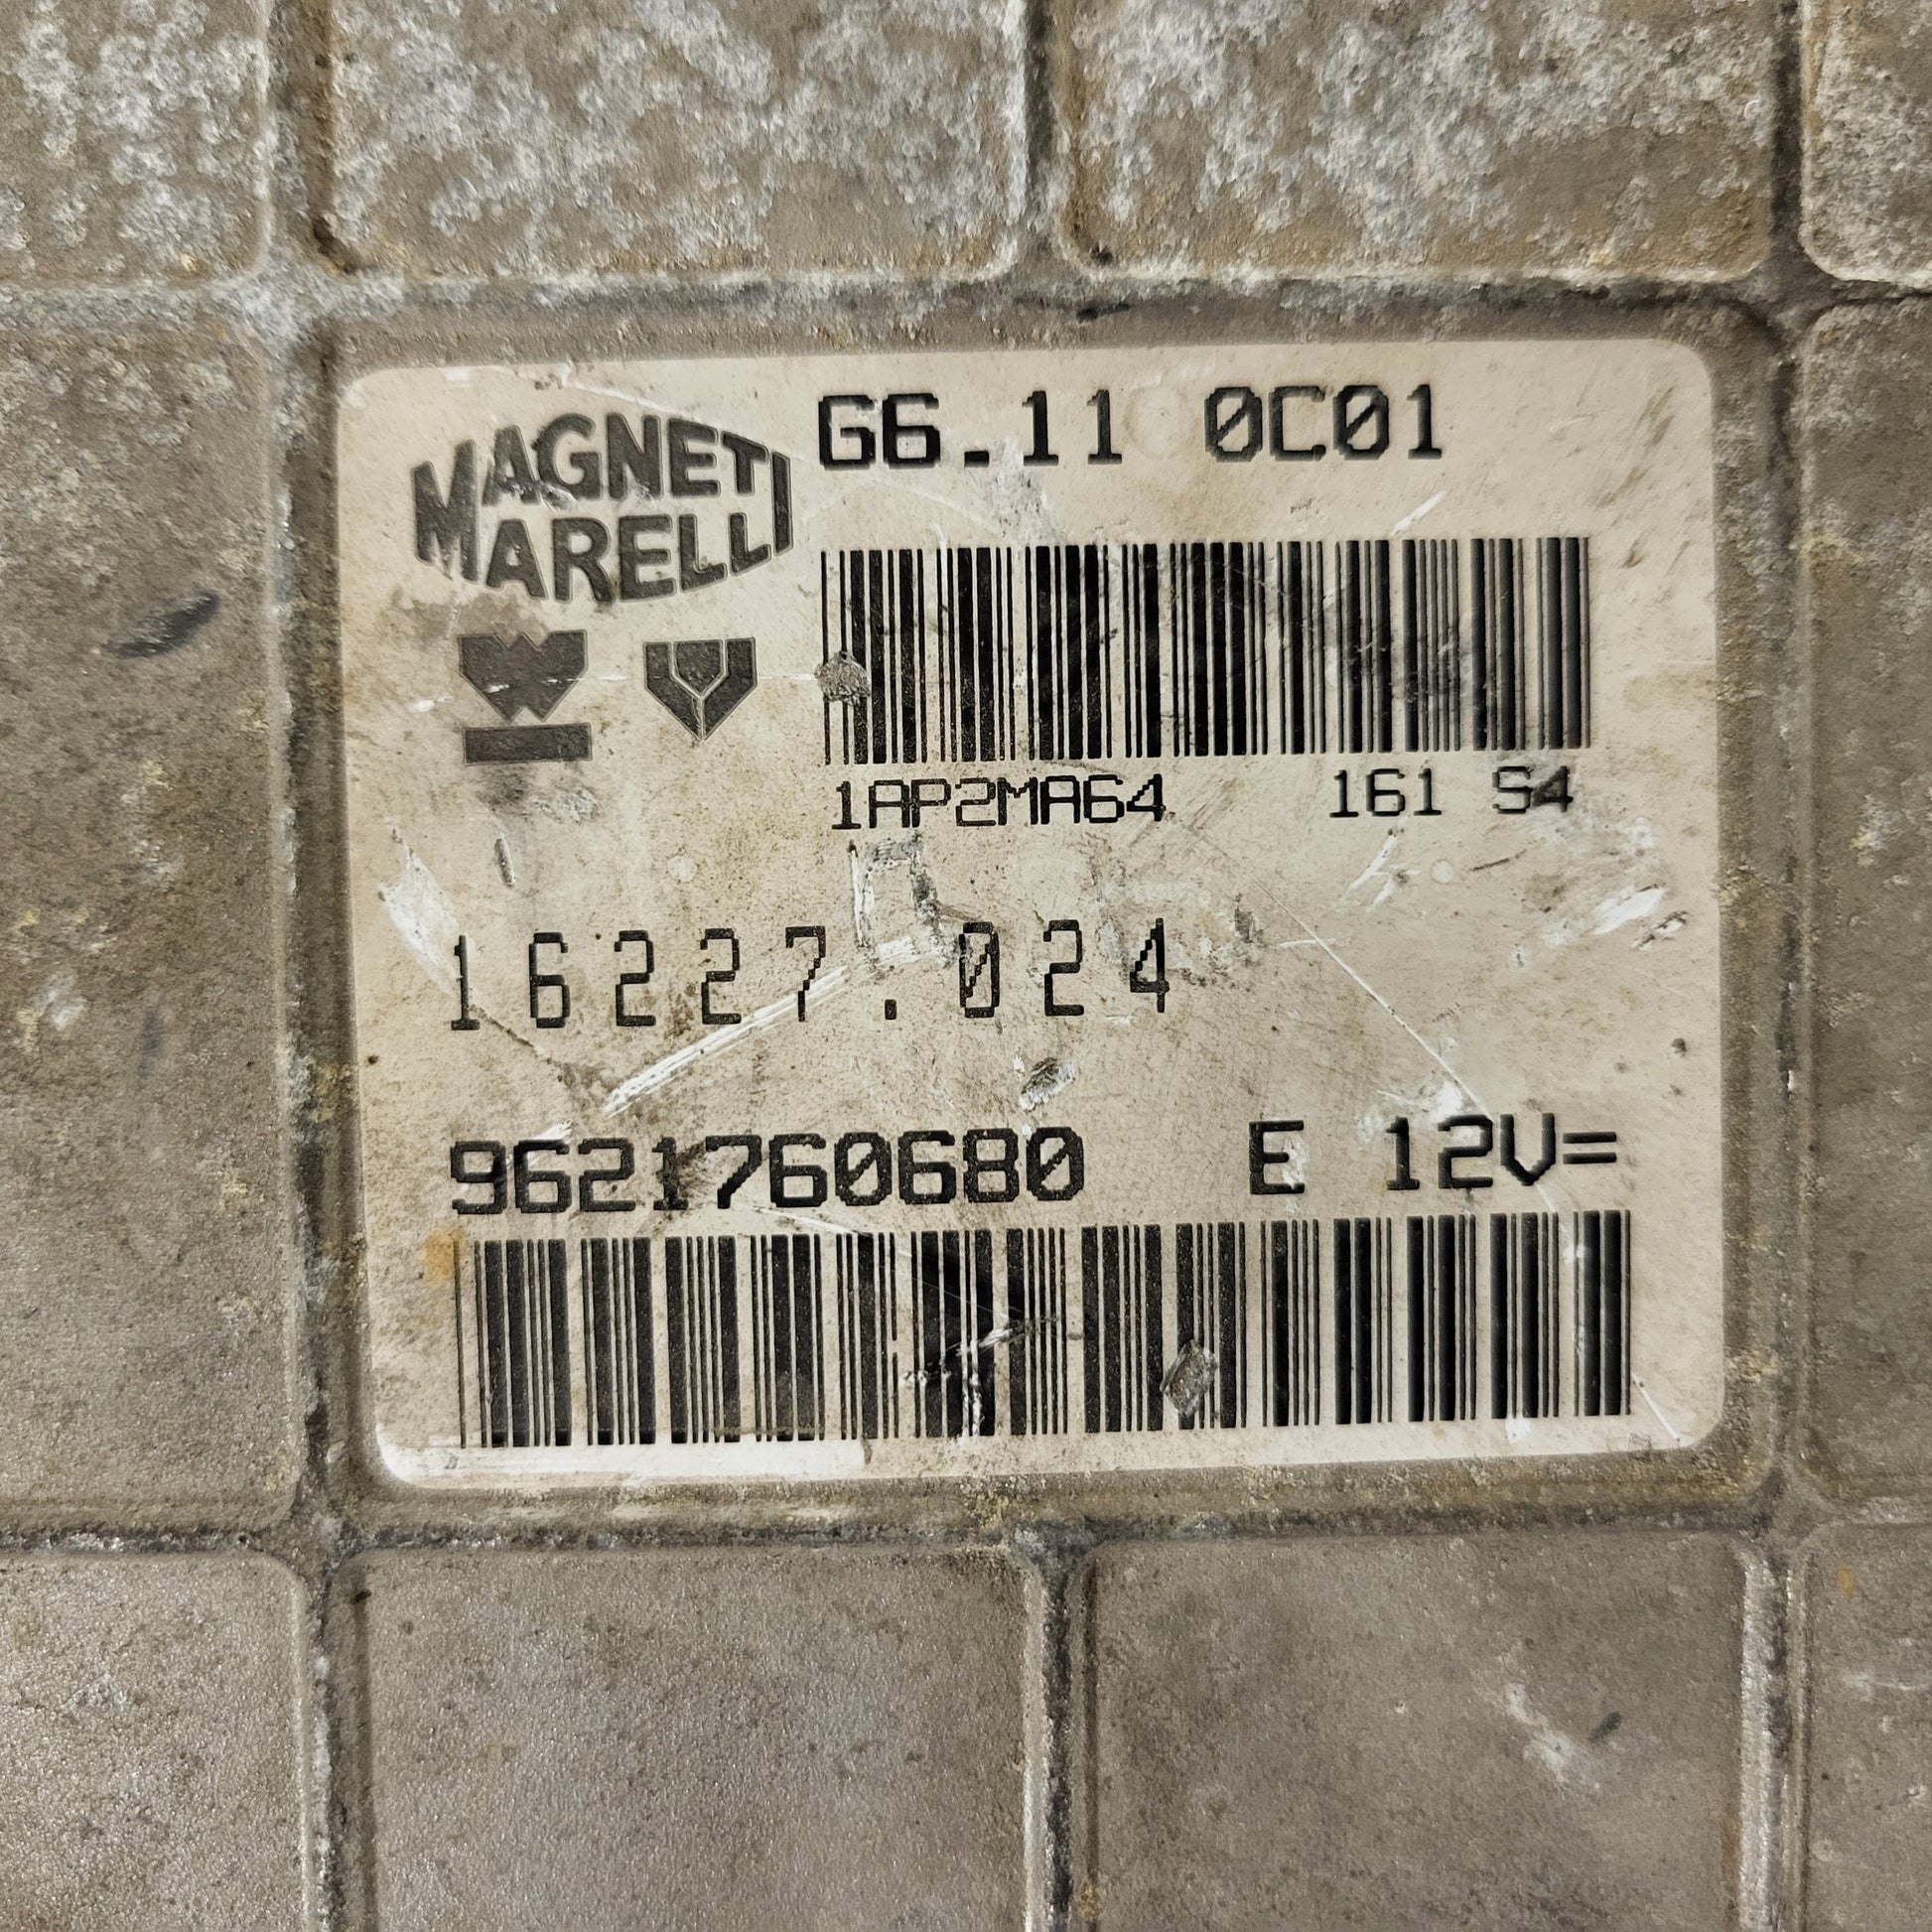 MAGNETI
MARELLI
G6.11 0C01
1AP2MA64 161 S4
16227.024
9621760680 E 12V=